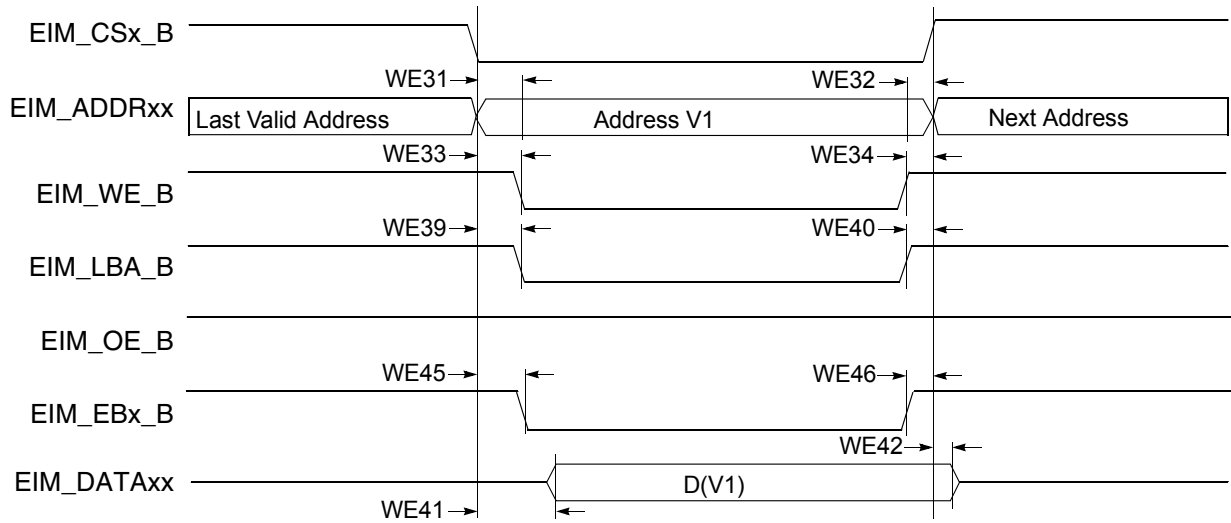 EIM_CSx_B
WE31 WE32
EIM_ADDRxx
Last Valid Address Address V1 Next Address
WE33 WE34
EIM_WE_B
WE39 WE40
EIM_LBA_B
EIM_OE_B
WE45 WE46
EIM_EBx_B
WE42
EIM_DATAxx D(V1)
WE41